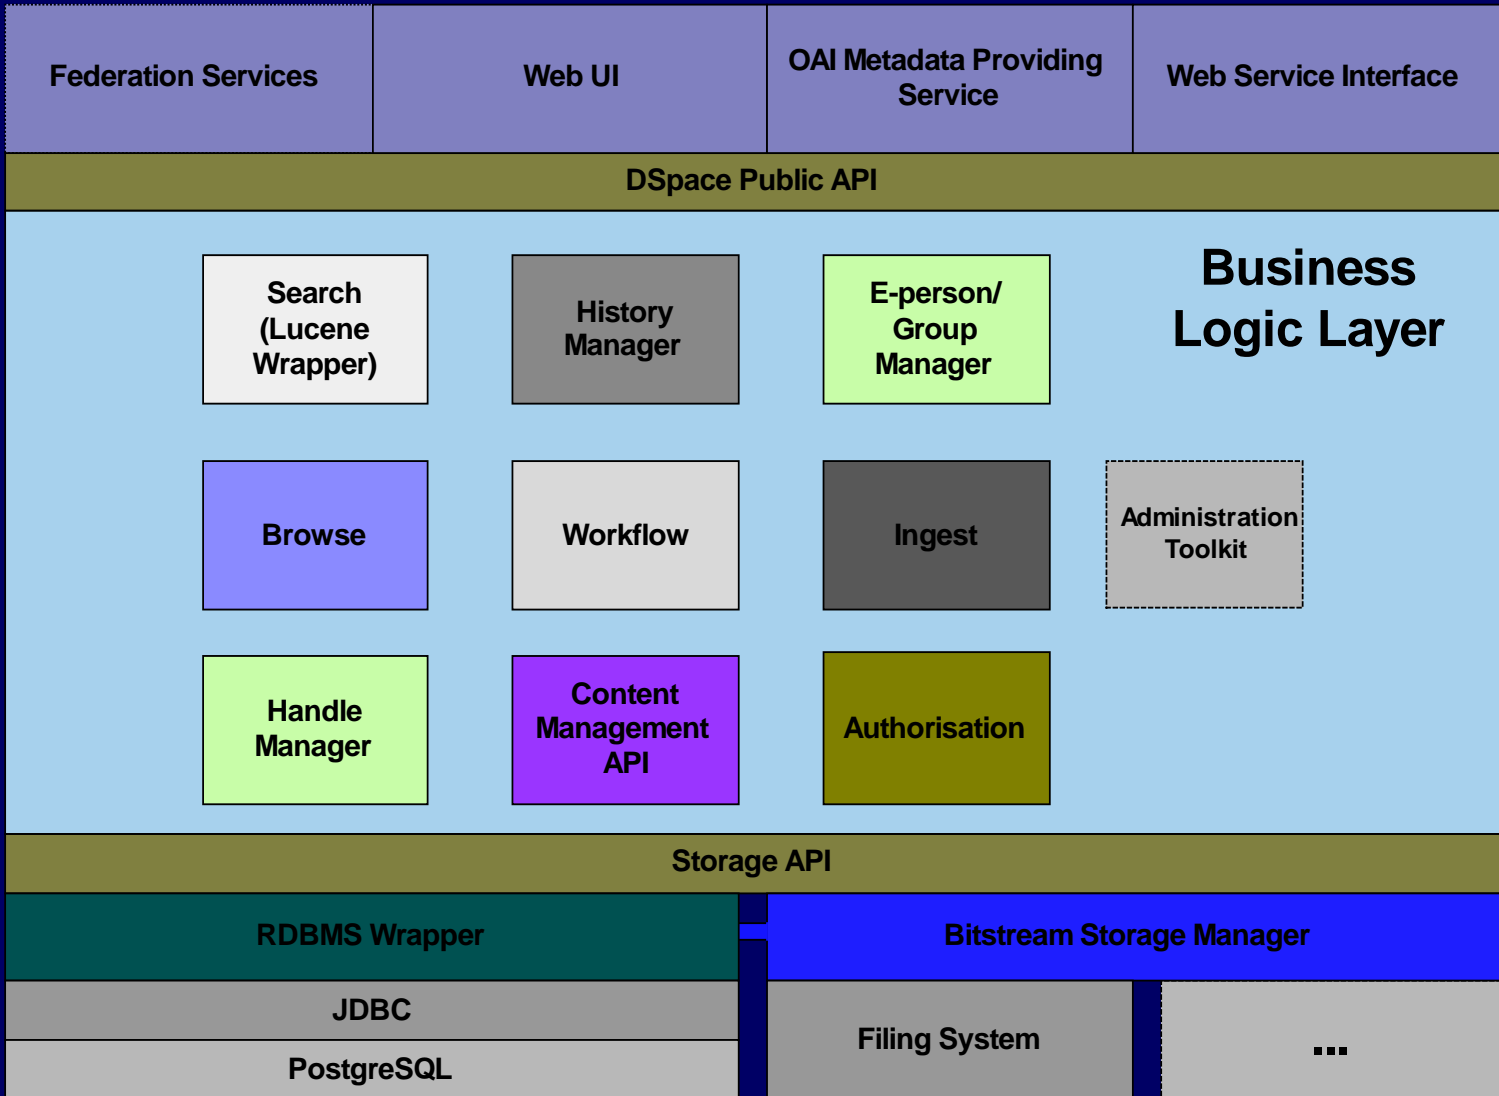 Federation Services
Web UI
OAI Metadata Providing
Service
Web Service Interface
DSpace Public API
Search
(Lucene
Wrapper)
History
Manager
E-person/
Group
Manager
Business
Logic Layer
Browse
Workflow
Ingest
Administration
Toolkit
Handle
Manager
Content
Management
API
Authorisation
Storage API
RDBMS Wrapper
Bitstream Storage Manager
JDBC
PostgreSQL
Filing System
...